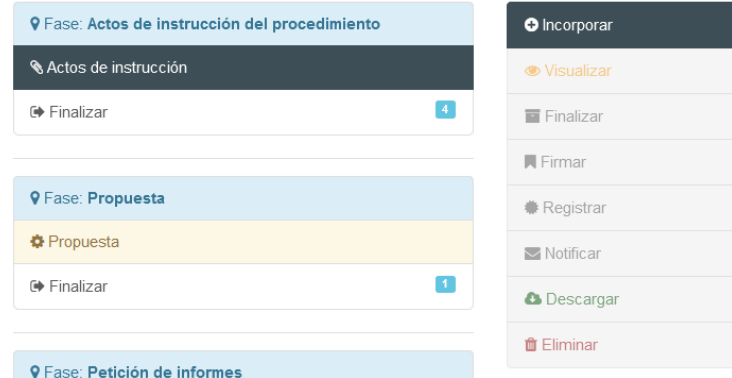 Fase: Actos de instrucción del procedimiento
Actos de instrucción
Finalizar 4
Fase: Propuesta
Propuesta
Finalizar 1
Fase: Petición de informes
Incorporar
Visualizar
Finalizar
Firmar
Registrar
Notificar
Descargar
Eliminar